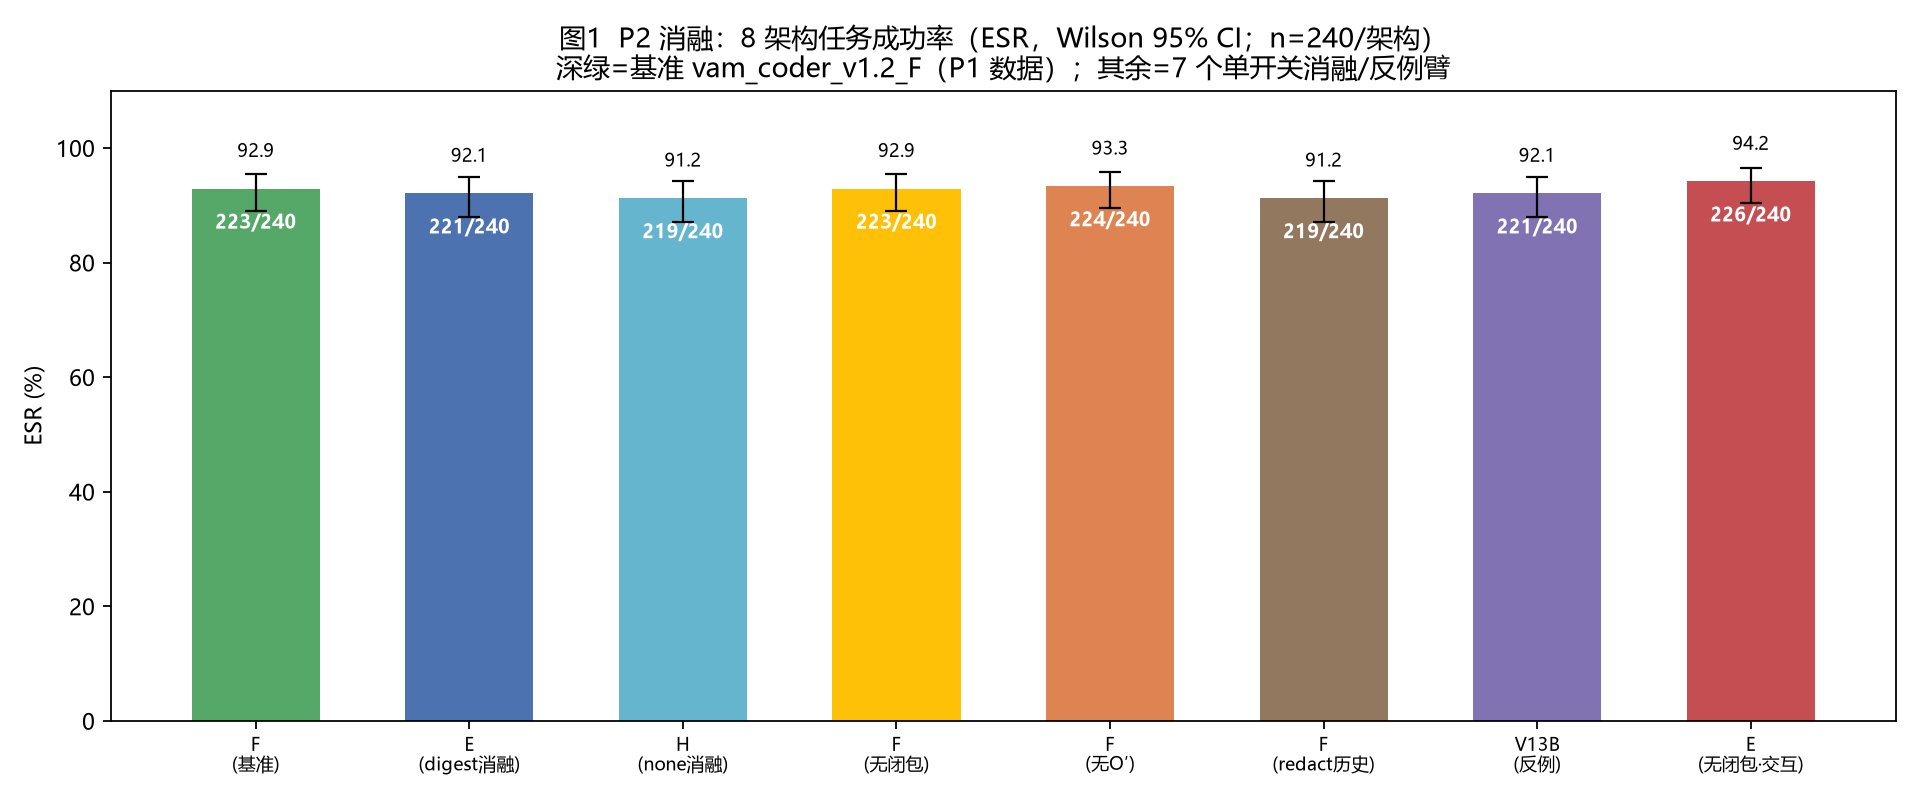 图1  P2 消融：8 架构任务成功率（ESR，Wilson 95% CI；n=240/架构）
深绿=基准 vam_coder_v1.2_F（P1 数据）；其余=7 个单开关消融/反例臂
ESR (%)
100
80
60
40
20
0
92.9
92.1
91.2
92.9
93.3
91.2
92.1
94.2
223/240
221/240
219/240
223/240
224/240
219/240
221/240
226/240
F
(基准)
E
(digest消融)
H
(none消融)
F
(无闭包)
F
(无O′)
F
(redact历史)
V13B
(反例)
E
(无闭包·交互)